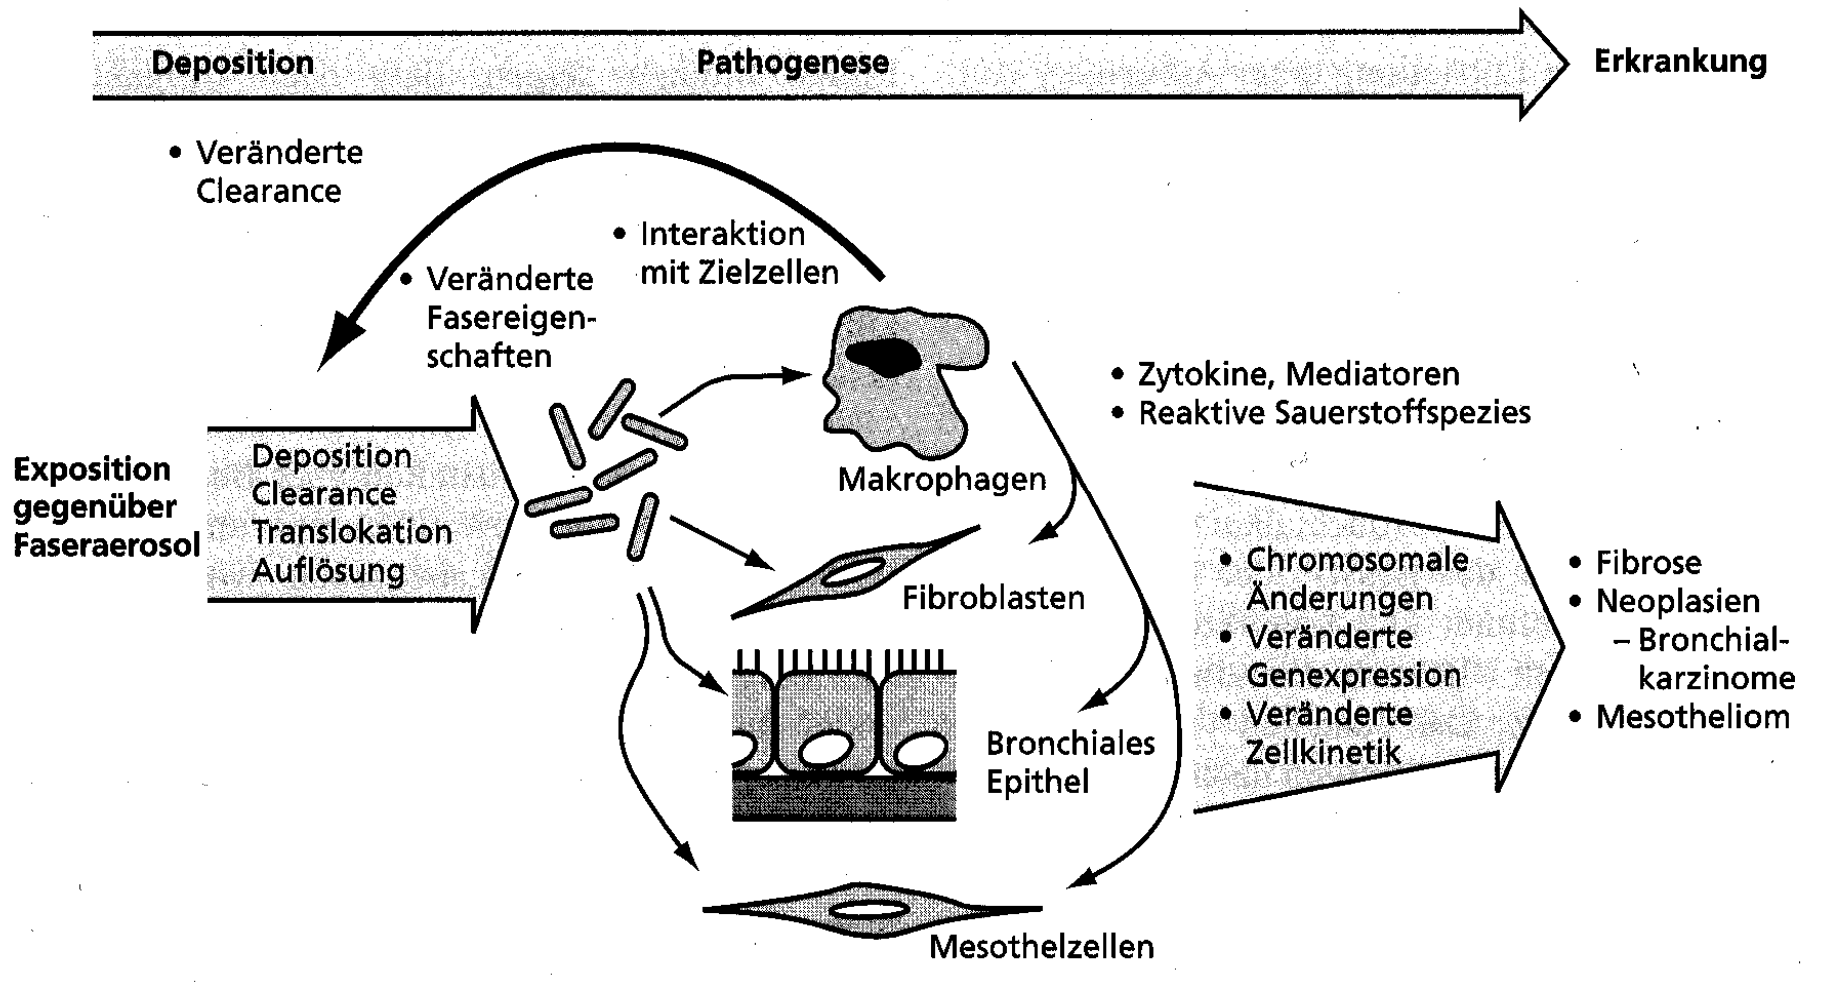 Deposition
Pathogenese
Erkrankung
• Veränderte
Clearance
• Interaktion
mit Zielzellen
• Veränderte
Fasereigen-
schaften
Exposition
gegenüber
Faseraerosol
Deposition
Clearance
Translokation
Auflösung
Makrophagen
Fibroblasten
Bronchiales
Epithel
Mesothelzellen
• Zytokine, Mediatoren
• Reaktive Sauerstoffspezies
• Chromosomale
Änderungen
• Veränderte
Genexpression
• Veränderte
Zellkinetik
• Fibrose
• Neoplasien
– Bronchial-
karzinome
• Mesotheliom